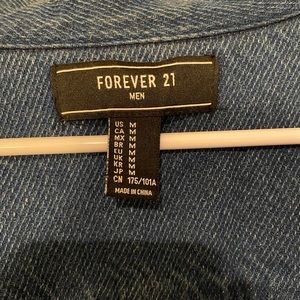 FOREVER 21
MEN
US M
CA M
MX M
BR M
EU M
UK M
KR M
JP M
CN 175/101A
MADE IN CHINA